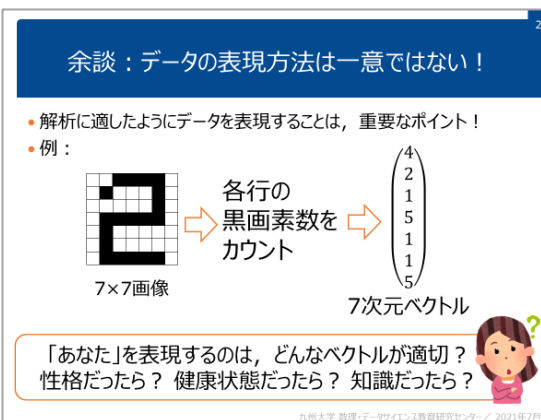 2
余談：データの表現方法は一意ではない！
• 解析に適したようにデータを表現することは，重要なポイント！
• 例：
各行の
黒画素数を
カウント
4
2
1
5
1
1
5
7×7画像
7次元ベクトル
「あなた」を表現するのは，どんなベクトルが適切？
性格だったら？ 健康状態だったら？ 知識だったら？
?
九州大学 数理・データサイエンス教育研究センター／ 2021年7月